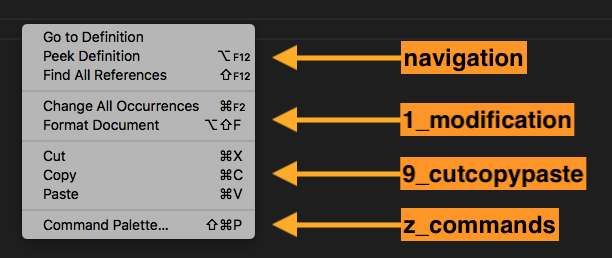 Go to Definition
Peek Definition ⌥F12
Find All References ⇧F12
navigation
Change All Occurrences ⌘F2
Format Document ⌥⇧F
1_modification
Cut ⌘X
Copy ⌘C
Paste ⌘V
9_cutcopypaste
Command Palette... ⇧⌘P
z_commands